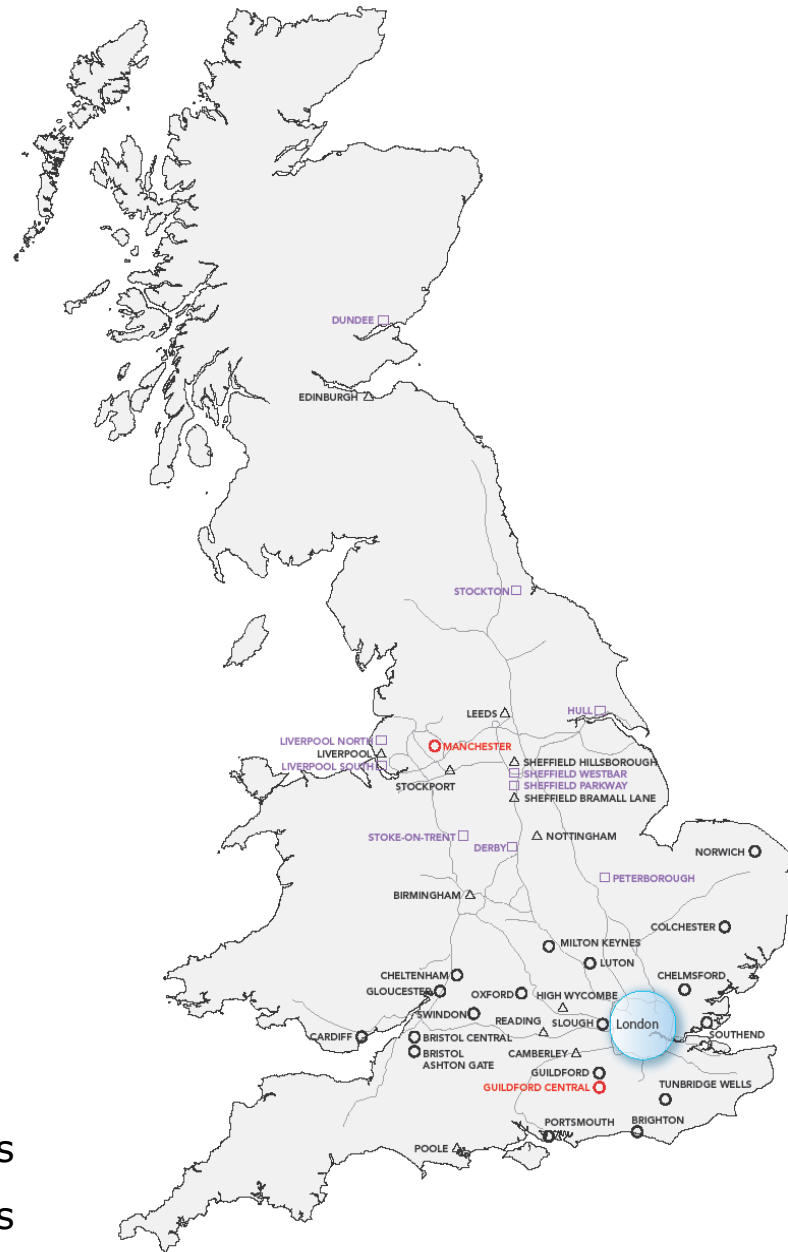 DUNDEE
EDINBURGH
STOCKTON
HULL
LEEDS
LIVERPOOL NORTH
MANCHESTER
LIVERPOOL
SHEFFIELD HILLSBOROUGH
LIVERPOOL SOUTH
SHEFFIELD WESTBAR
STOCKPORT
SHEFFIELD PARKWAY
SHEFFIELD BRAMALL LANE
STOKE-ON-TRENT
NOTTINGHAM
DERBY
NORWICH
PETERBOROUGH
BIRMINGHAM
COLCHESTER
MILTON KEYNES
LUTON
CHELTENHAM
CHELMSFORD
GLOUCESTER
OXFORD
HIGH WYCOMBE
SWINDON
READING
SLOUGH
London
SOUTHEND
CARDIFF
BRISTOL CENTRAL
BRISTOL
ASHTON GATE
CAMBERLEY
GUILDFORD
GUILDFORD CENTRAL
TUNBRIDGE WELLS
PORTSMOUTH
BRIGHTON
POOLE
s
s